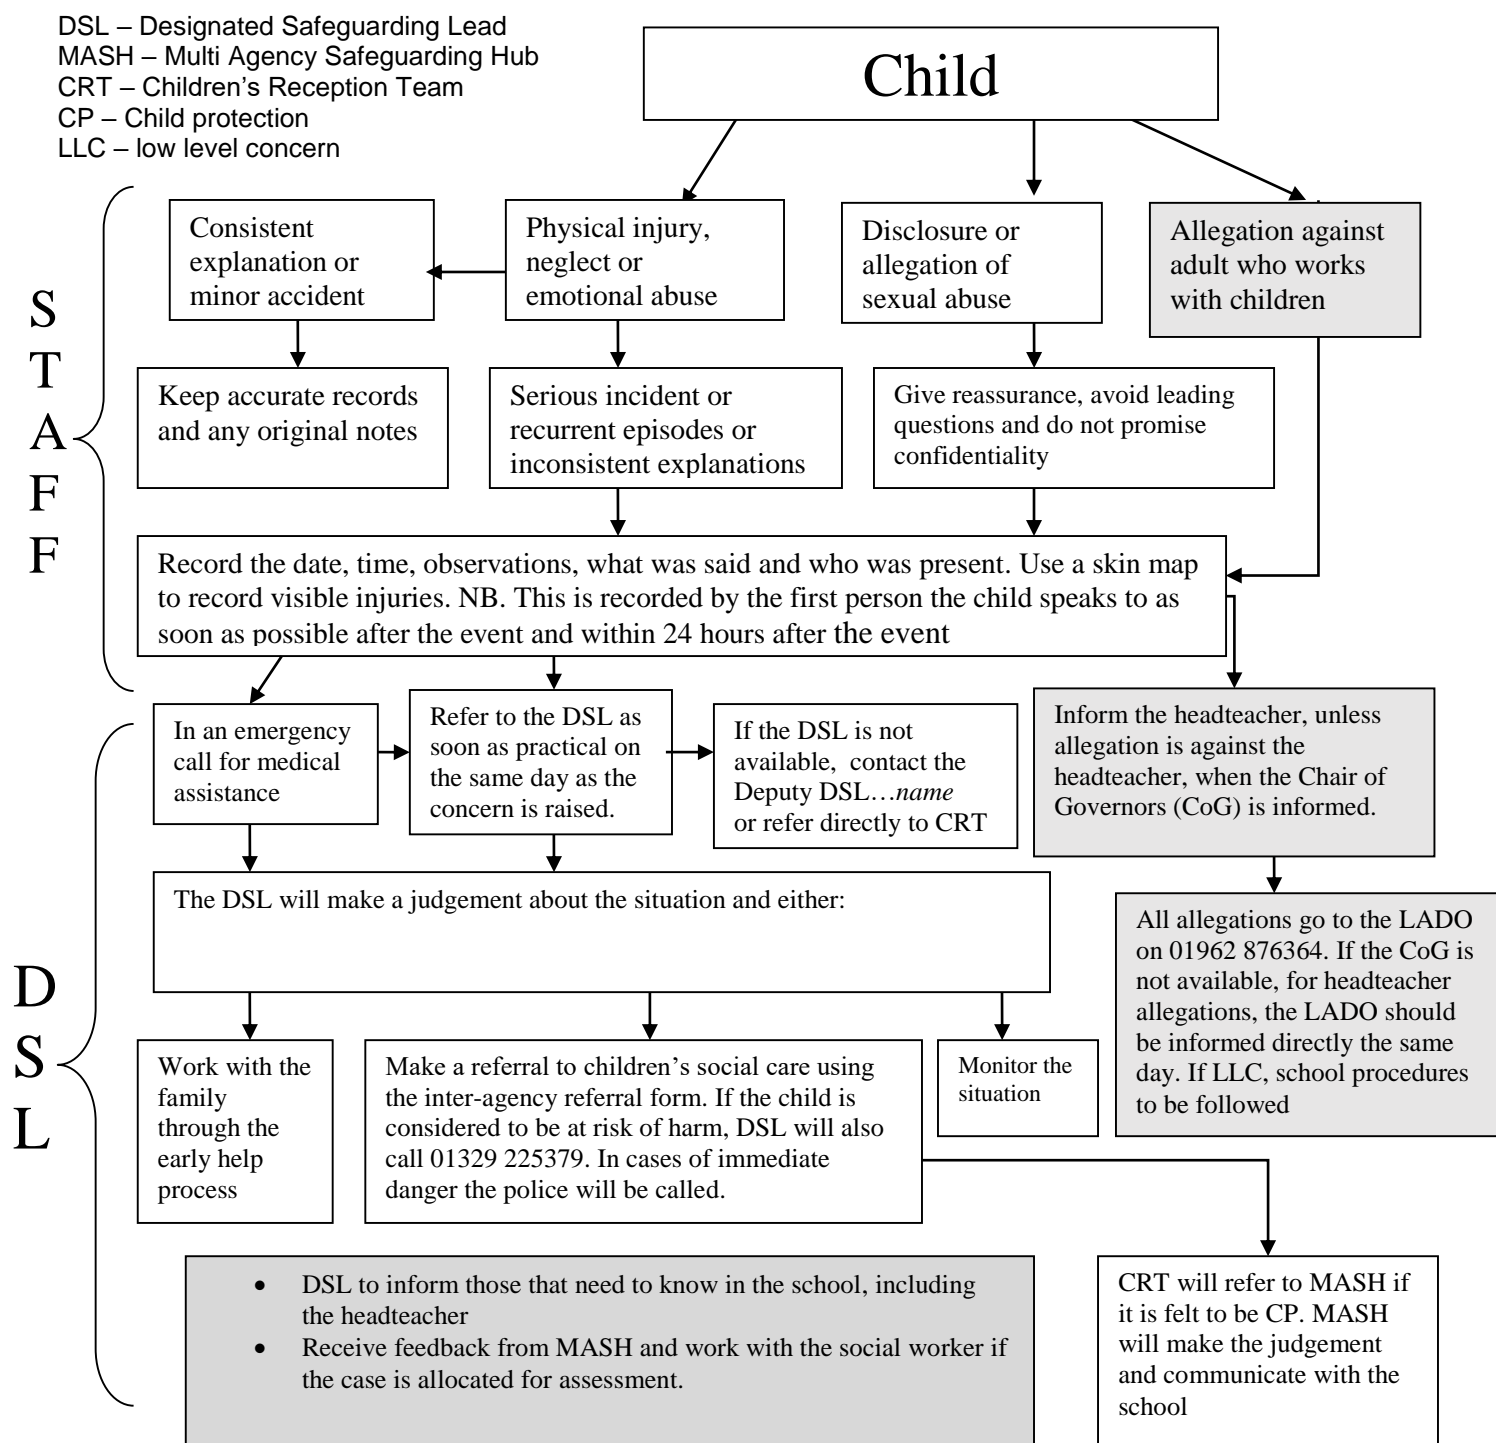 DSL – Designated Safeguarding Lead
MASH – Multi Agency Safeguarding Hub
CRT – Children's Reception Team
CP – Child protection
LLC – low level concern
Child
S
T
A
F
F
Consistent
explanation or
minor accident
Physical injury,
neglect or
emotional abuse
Disclosure or
allegation of
sexual abuse
Allegation against
adult who works
with children
Keep accurate records
and any original notes
Serious incident or
recurrent episodes or
inconsistent explanations
Give reassurance, avoid leading
questions and do not promise
confidentiality
Record the date, time, observations, what was said and who was present. Use a skin map
to record visible injuries. NB. This is recorded by the first person the child speaks to as
soon as possible after the event and within 24 hours after the event
D
S
L
In an emergency
call for medical
assistance
Refer to the DSL as
soon as practical on
the same day as the
concern is raised.
If the DSL is not
available,  contact the
Deputy DSL…name
or refer directly to CRT
Inform the headteacher, unless
allegation is against the
headteacher, when the Chair of
Governors (CoG) is informed.
The DSL will make a judgement about the situation and either:
All allegations go to the LADO
on 01962 876364. If the CoG is
not available, for headteacher
allegations, the LADO should
be informed directly the same
day. If LLC, school procedures
to be followed
Work with the
family
through the
early help
process
Make a referral to children's social care using
the inter-agency referral form. If the child is
considered to be at risk of harm, DSL will also
call 01329 225379. In cases of immediate
danger the police will be called.
Monitor the
situation
• DSL to inform those that need to know in the school, including
the headteacher
• Receive feedback from MASH and work with the social worker if
the case is allocated for assessment.
CRT will refer to MASH if
it is felt to be CP. MASH
will make the judgement
and communicate with the
school